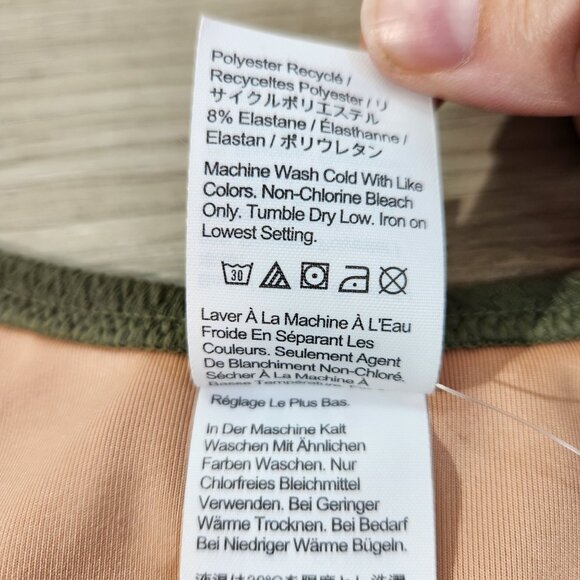 Polyester Recyclé /
Recyceltes Polyester / リ
サイクルポリエステル
8% Elastane / Élasthanne /
Elastan / ポリウレタン
Machine Wash Cold With Like
Colors. Non-Chlorine Bleach
Only. Tumble Dry Low. Iron on
Lowest Setting.
30
Laver À La Machine À L'Eau
Froide En Séparant Les
Couleurs. Seulement Agent
De Blanchiment Non-Chloré.
Sécher À La Machine À
Basse Température.
Réglage Le Plus Bas.
In Der Maschine Kalt
Waschen Mit Ähnlichen
Farben Waschen. Nur
Chlorfreies Bleichmittel
Verwenden. Bei Geringer
Wärme Trocknen. Bei Bedarf
Bei Niedriger Wärme Bügeln.